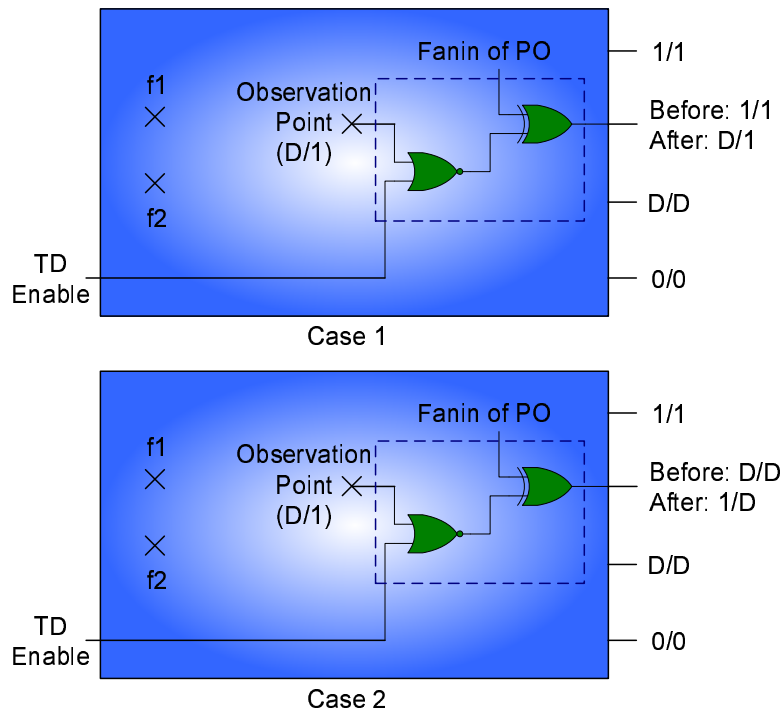 Fanin of PO
1/1
f1
Observation
Point
(D/1)
Before: 1/1
After: D/1
f2
D/D
TD
Enable
0/0
Case 1
Fanin of PO
1/1
f1
Observation
Point
(D/1)
Before: D/D
After: 1/D
f2
D/D
TD
Enable
0/0
Case 2